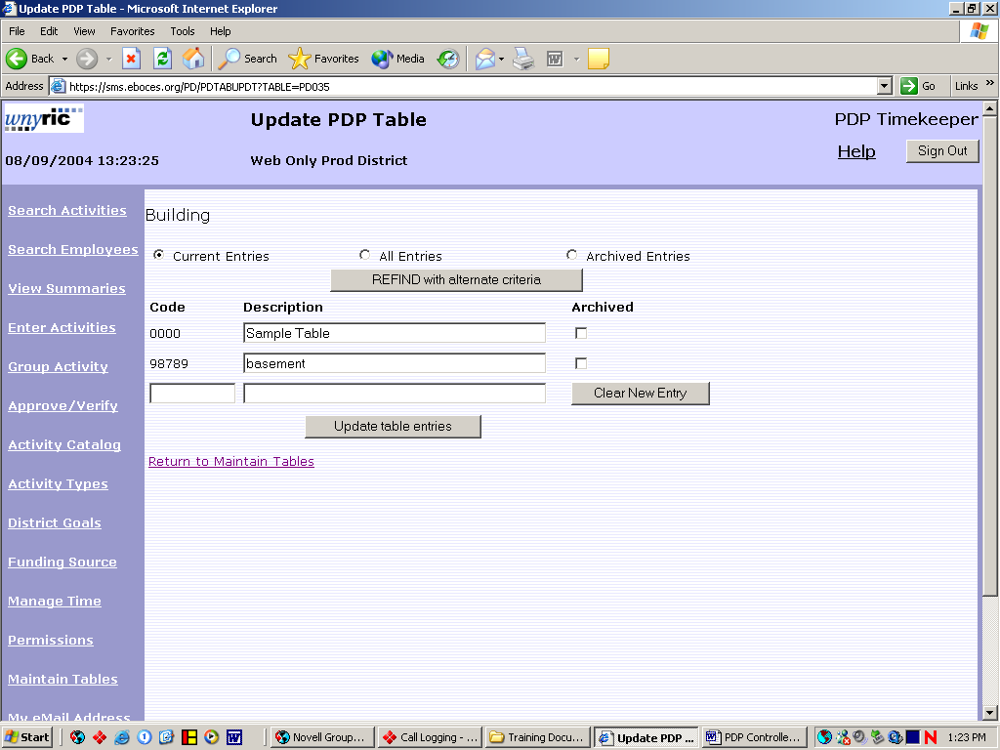 Update PDP Table - Microsoft Internet Explorer
File Edit View Favorites Tools Help
Back Search Favorites Media
Address https://sms.eboces.org/PD/PDTABUPDT?TABLE=PD035 Go Links »
wnyric Update PDP Table PDP Timekeeper
Help Sign Out
08/09/2004 13:23:25 Web Only Prod District
Search Activities
Search Employees
View Summaries
Enter Activities
Group Activity
Approve/Verify
Activity Catalog
Activity Types
District Goals
Funding Source
Manage Time
Permissions
Maintain Tables
My eMail Address
Building
Current Entries All Entries Archived Entries
REFIND with alternate criteria
Code Description Archived
0000 Sample Table
98789 basement
Clear New Entry
Update table entries
Return to Maintain Tables
Start Novell Group... Call Logging - ... Training Docu... Update PDP ... PDP Controlle... 1:23 PM